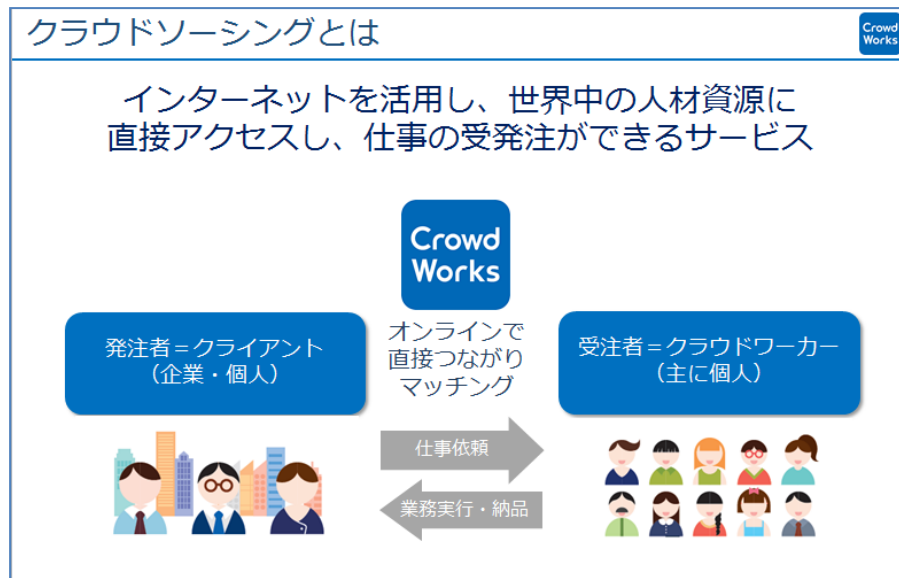 クラウドソーシングとは
Crowd
Works
インターネットを活用し、世界中の人材資源に
直接アクセスし、仕事の受発注ができるサービス
Crowd
Works
発注者＝クライアント
（企業・個人）
オンラインで
直接つながり
マッチング
受注者＝クラウドワーカー
（主に個人）
仕事依頼
業務実行・納品